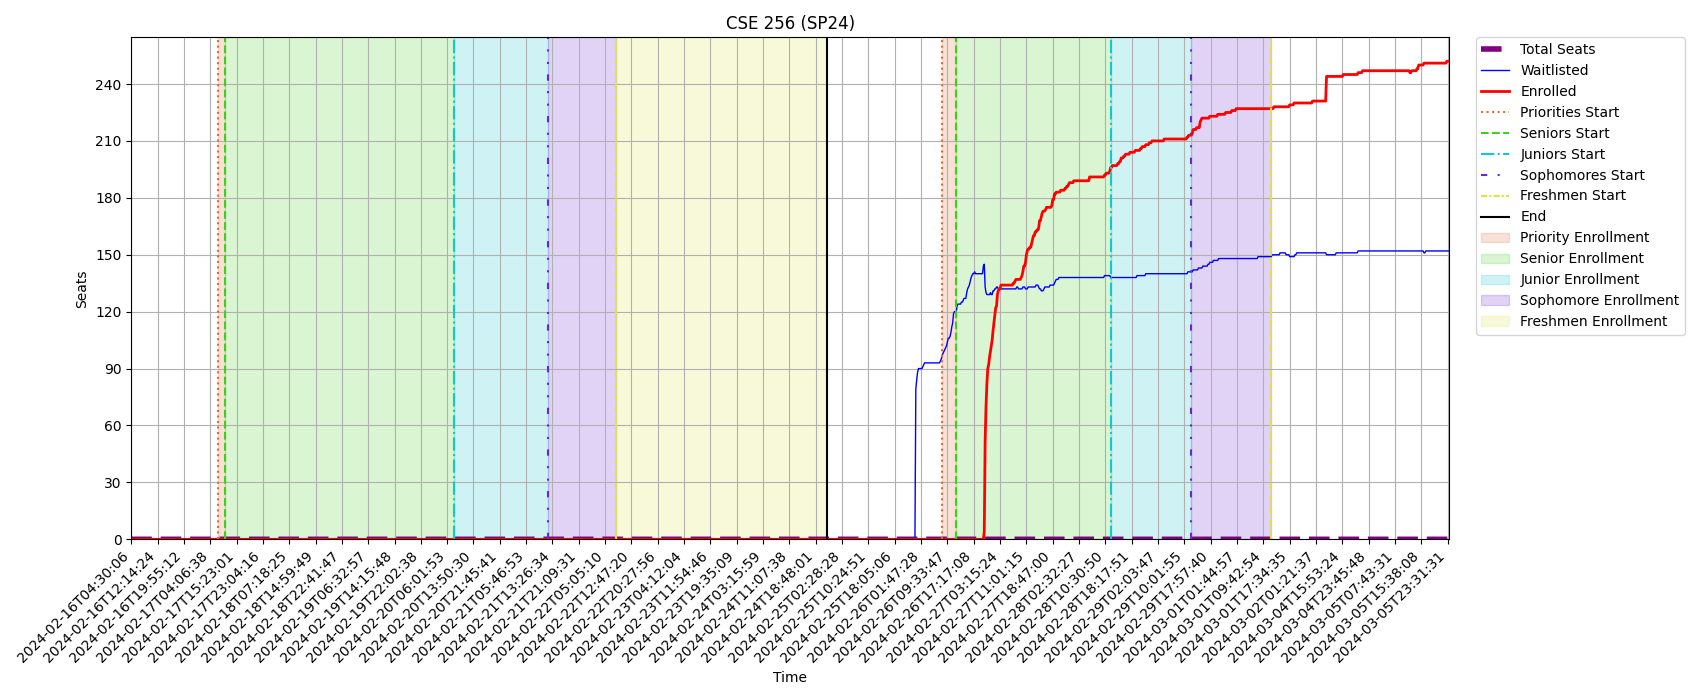 CSE 256 (SP24)
Seats
240
210
180
150
120
90
60
30
0
2024-02-16T04:30:06
2024-02-16T12:14:24
2024-02-16T19:55:12
2024-02-17T04:06:38
2024-02-17T15:23:01
2024-02-17T23:04:16
2024-02-18T07:18:25
2024-02-18T14:59:49
2024-02-18T22:41:47
2024-02-19T06:32:57
2024-02-19T14:15:48
2024-02-19T22:02:38
2024-02-20T06:01:53
2024-02-20T13:50:30
2024-02-20T21:45:41
2024-02-21T05:46:53
2024-02-21T13:26:34
2024-02-21T21:09:31
2024-02-22T05:05:10
2024-02-22T12:47:20
2024-02-22T20:27:56
2024-02-23T04:12:04
2024-02-23T11:54:46
2024-02-23T19:35:09
2024-02-24T03:15:59
2024-02-24T11:07:38
2024-02-24T18:48:01
2024-02-25T02:28:28
2024-02-25T10:24:51
2024-02-25T18:05:06
2024-02-26T01:47:28
2024-02-26T09:33:47
2024-02-26T17:17:08
2024-02-27T03:15:24
2024-02-27T11:01:15
2024-02-27T18:47:00
2024-02-28T02:32:27
2024-02-28T10:30:50
2024-02-28T18:17:51
2024-02-29T02:03:47
2024-02-29T10:01:55
2024-02-29T17:57:40
2024-03-01T01:44:57
2024-03-01T09:42:54
2024-03-01T17:34:35
2024-03-02T01:21:37
2024-03-04T15:53:24
2024-03-04T23:45:48
2024-03-05T07:43:31
2024-03-05T15:38:08
2024-03-05T23:31:31
Time
Total Seats
Waitlisted
Enrolled
Priorities Start
Seniors Start
Juniors Start
Sophomores Start
Freshmen Start
End
Priority Enrollment
Senior Enrollment
Junior Enrollment
Sophomore Enrollment
Freshmen Enrollment